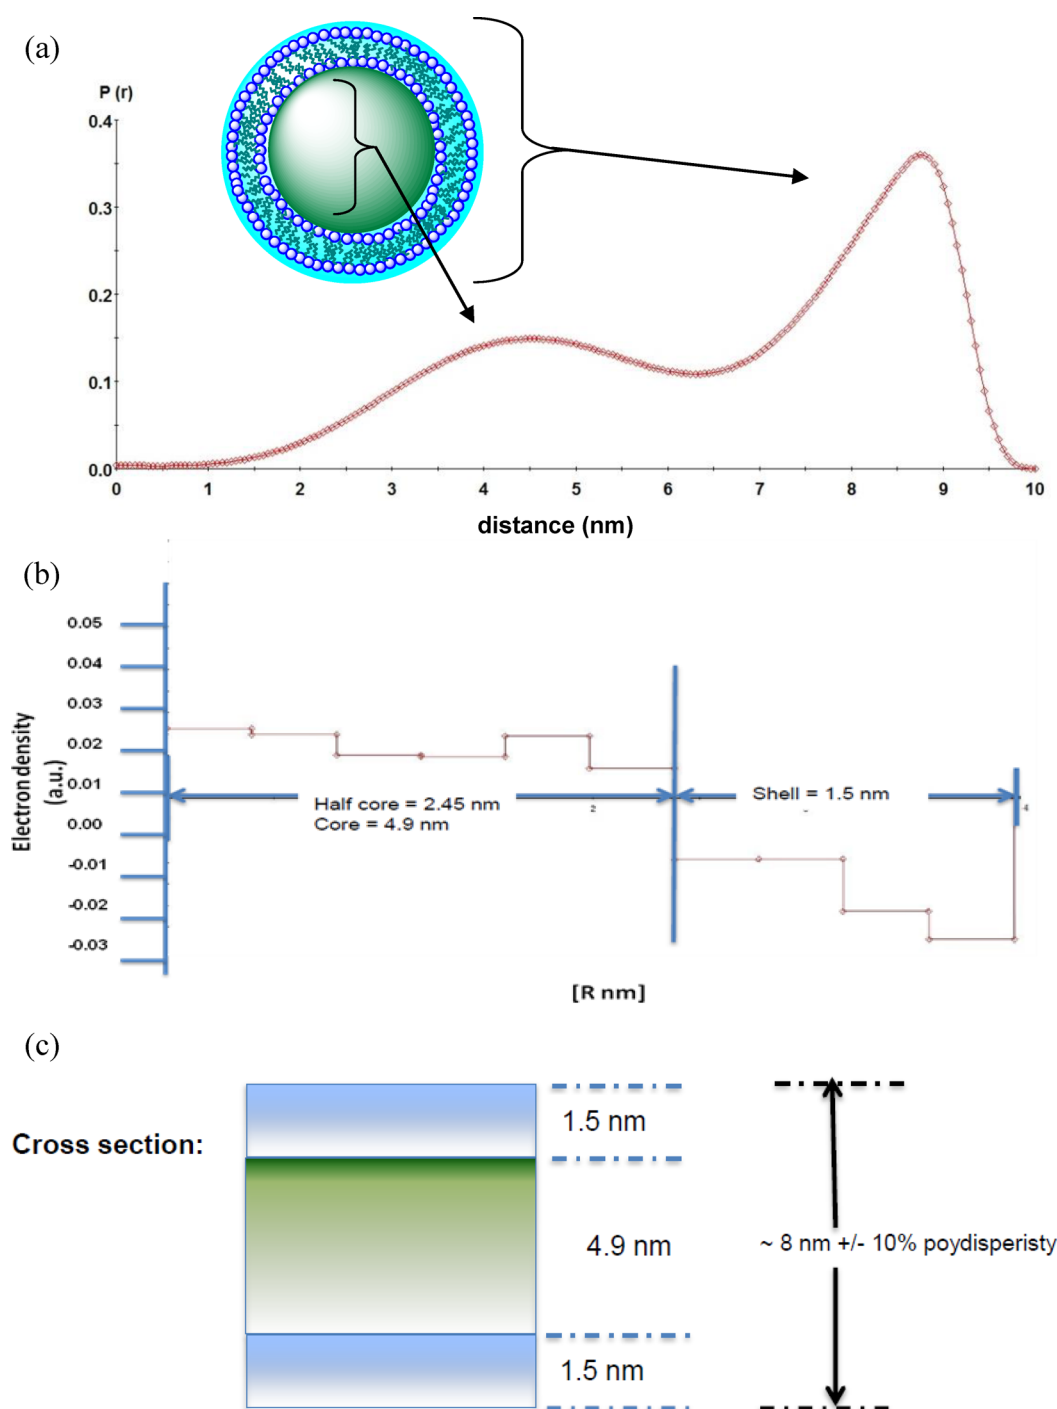 (a)
P (r)
0.4
0.3
0.2
0.1
0.0
0 1 2 3 4 5 6 7 8 9 10
distance (nm)
(b)
0.05
0.04
0.03
0.02
0.01
0.00
-0.01
-0.02
-0.03
Electron density
(a.u.)
Half core = 2.45 nm
Core = 4.9 nm
2
Shell = 1.5 nm
4
[R nm]
(c)
Cross section:
1.5 nm
4.9 nm
1.5 nm
~ 8 nm +/- 10% poydisperisty